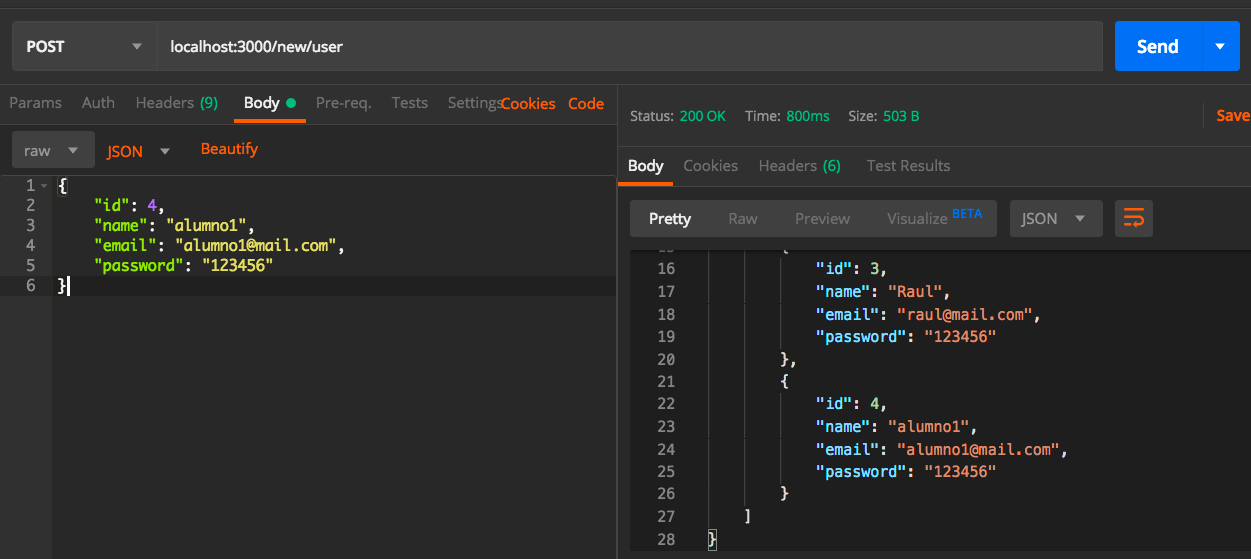 POST localhost:3000/new/user Send
Params Auth Headers (9) Body Pre-req. Tests Settings Cookies Code
raw JSON Beautify
1 {
2 "id": 4,
3 "name": "alumno1",
4 "email": "alumno1@mail.com",
5 "password": "123456"
6 }
Status: 200 OK Time: 800ms Size: 503 B Save
Body Cookies Headers (6) Test Results
Pretty Raw Preview Visualize BETA JSON
16 "id": 3,
17 "name": "Raul",
18 "email": "raul@mail.com",
19 "password": "123456"
20 },
21 {
22 "id": 4,
23 "name": "alumno1",
24 "email": "alumno1@mail.com",
25 "password": "123456"
26 }
27 ]
28 }